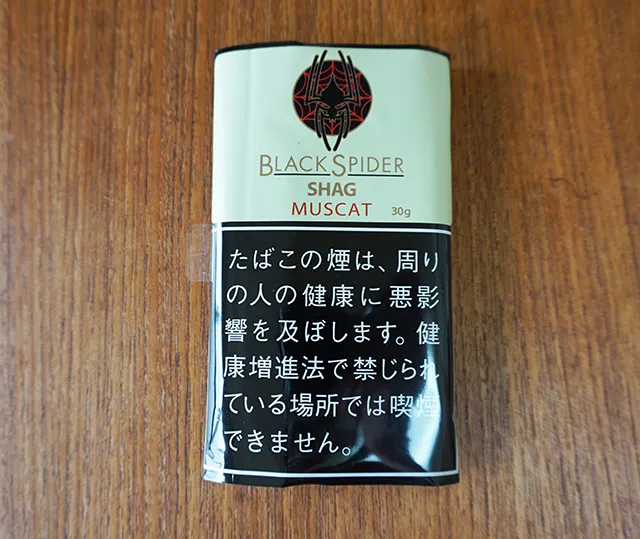 BLACK SPIDER
SHAG
MUSCAT 30g
たばこの煙は、周り
の人の健康に悪影
響を及ぼします。健
康増進法で禁じられ
ている場所では喫煙
できません。